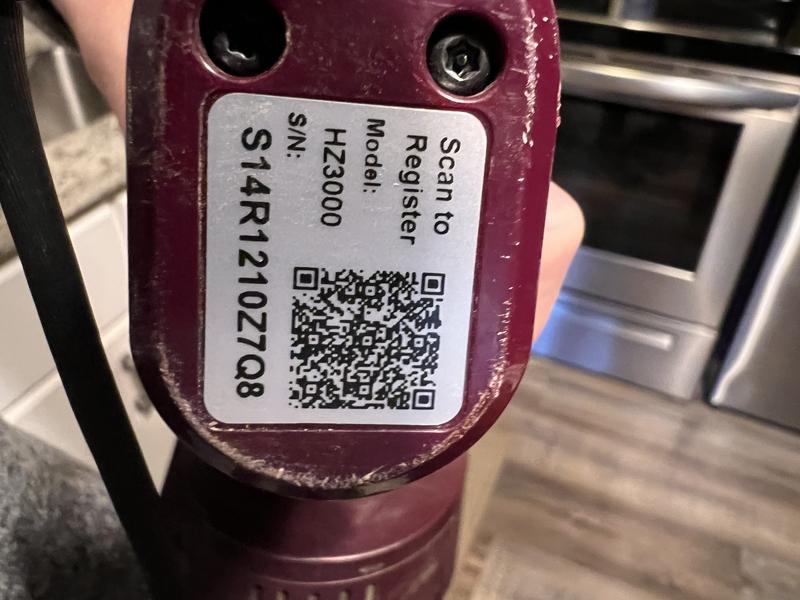 Scan to
Register
Model:
HZ3000
S/N:
S14R1210Z7Q8